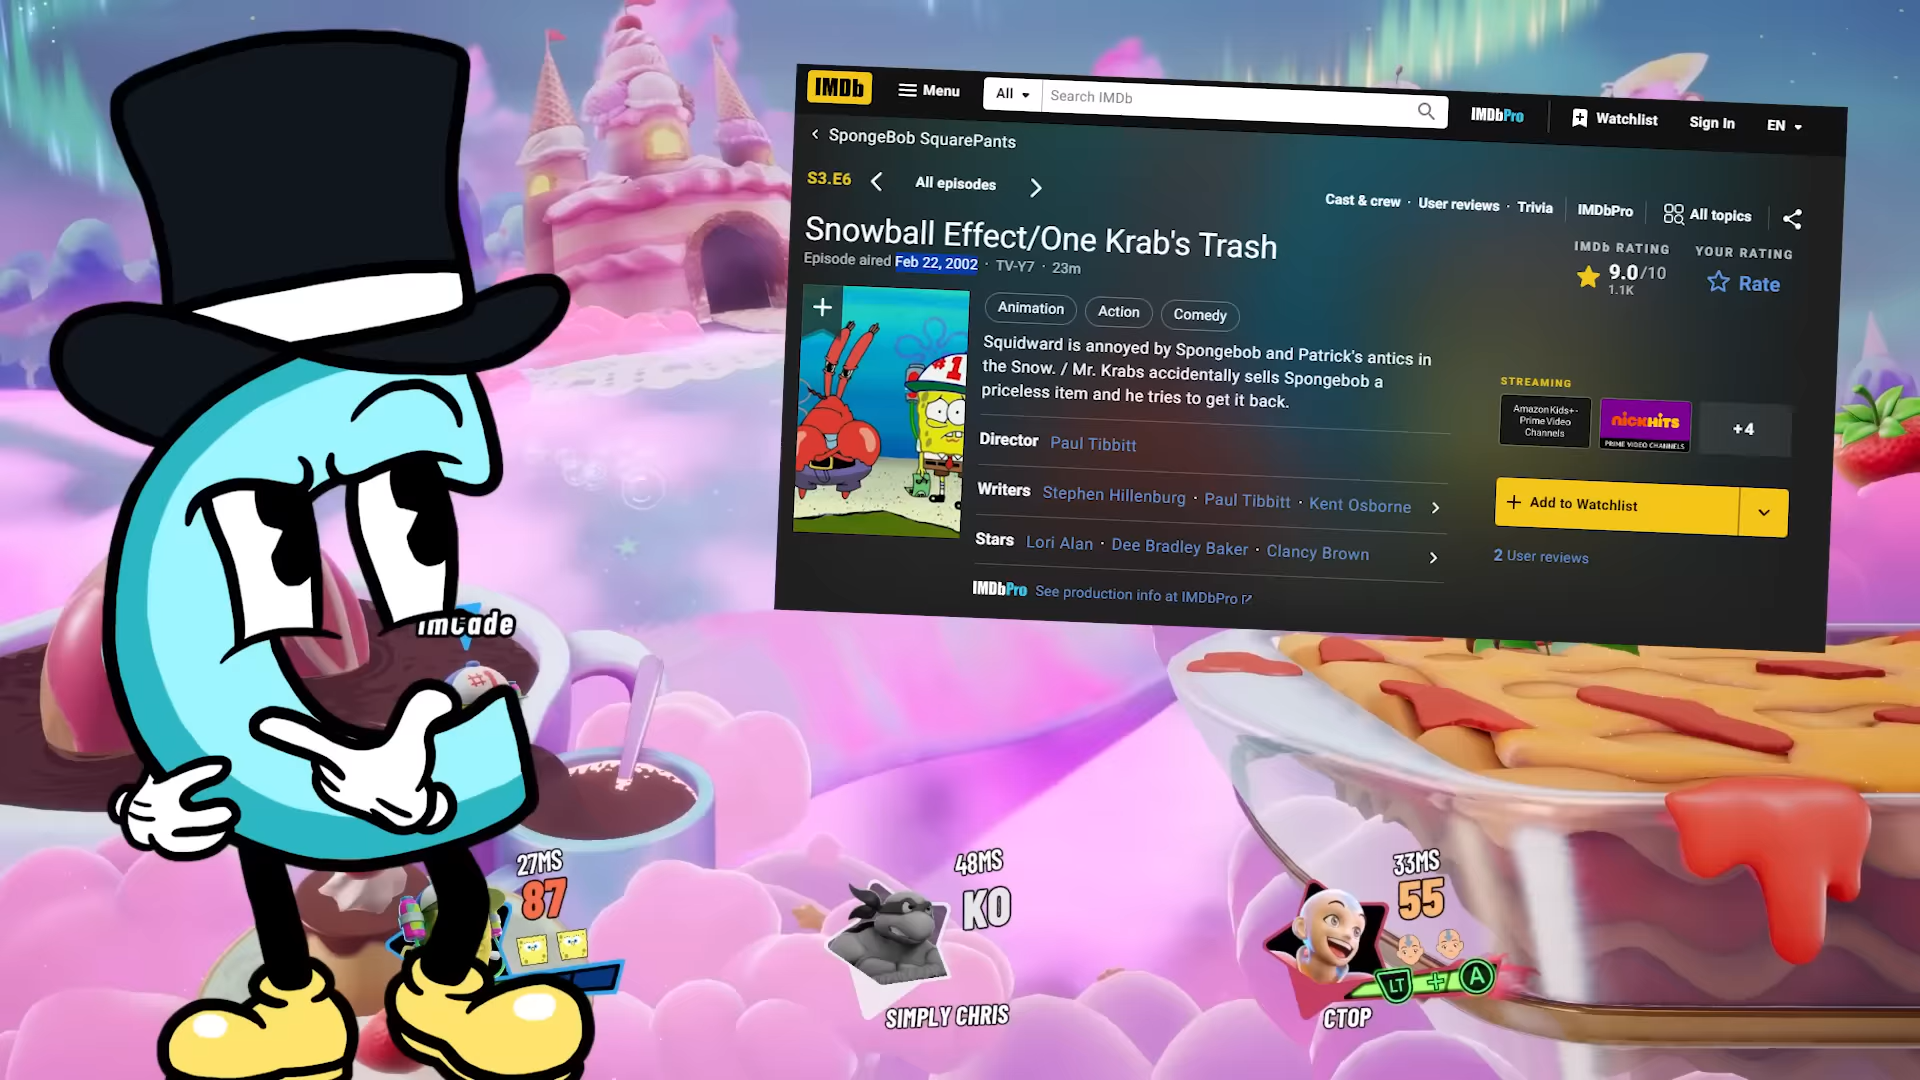 IMDb
Menu
All
Search IMDb
IMDbPro
Watchlist
Sign In
EN
SpongeBob SquarePants
S3.E6
All episodes
Cast & crew · User reviews · Trivia
IMDbPro
All topics
Snowball Effect/One Krab's Trash
Episode aired Feb 22, 2002 · TV-Y7 · 23m
IMDb RATING
9.0/10
1.1K
YOUR RATING
Rate
#1
Animation
Action
Comedy
Squidward is annoyed by Spongebob and Patrick's antics in
the Snow. / Mr. Krabs accidentally sells Spongebob a
priceless item and he tries to get it back.
Director Paul Tibbitt
Writers Stephen Hillenburg · Paul Tibbitt · Kent Osborne
Stars Lori Alan · Dee Bradley Baker · Clancy Brown
IMDbPro See production info at IMDbPro
STREAMING
Amazon Kids+ -
Prime Video
Channels
nickHits
PRIME VIDEO CHANNELS
+4
+ Add to Watchlist
2 User reviews
imCade
#1
27MS
87
48MS
KO
SIMPLY CHRIS
33MS
55
LT + A
CTOP